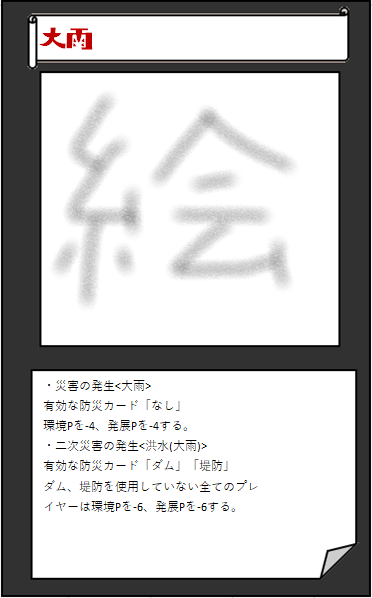 大雨
絵
・災害の発生<大雨>
有効な防災カード「なし」
環境Pを-4、発展Pを-4する。
・二次災害の発生<洪水(大雨)>
有効な防災カード「ダム」「堤防」
ダム、堤防を使用していない全てのプレ
イヤーは環境Pを-6、発展Pを-6する。